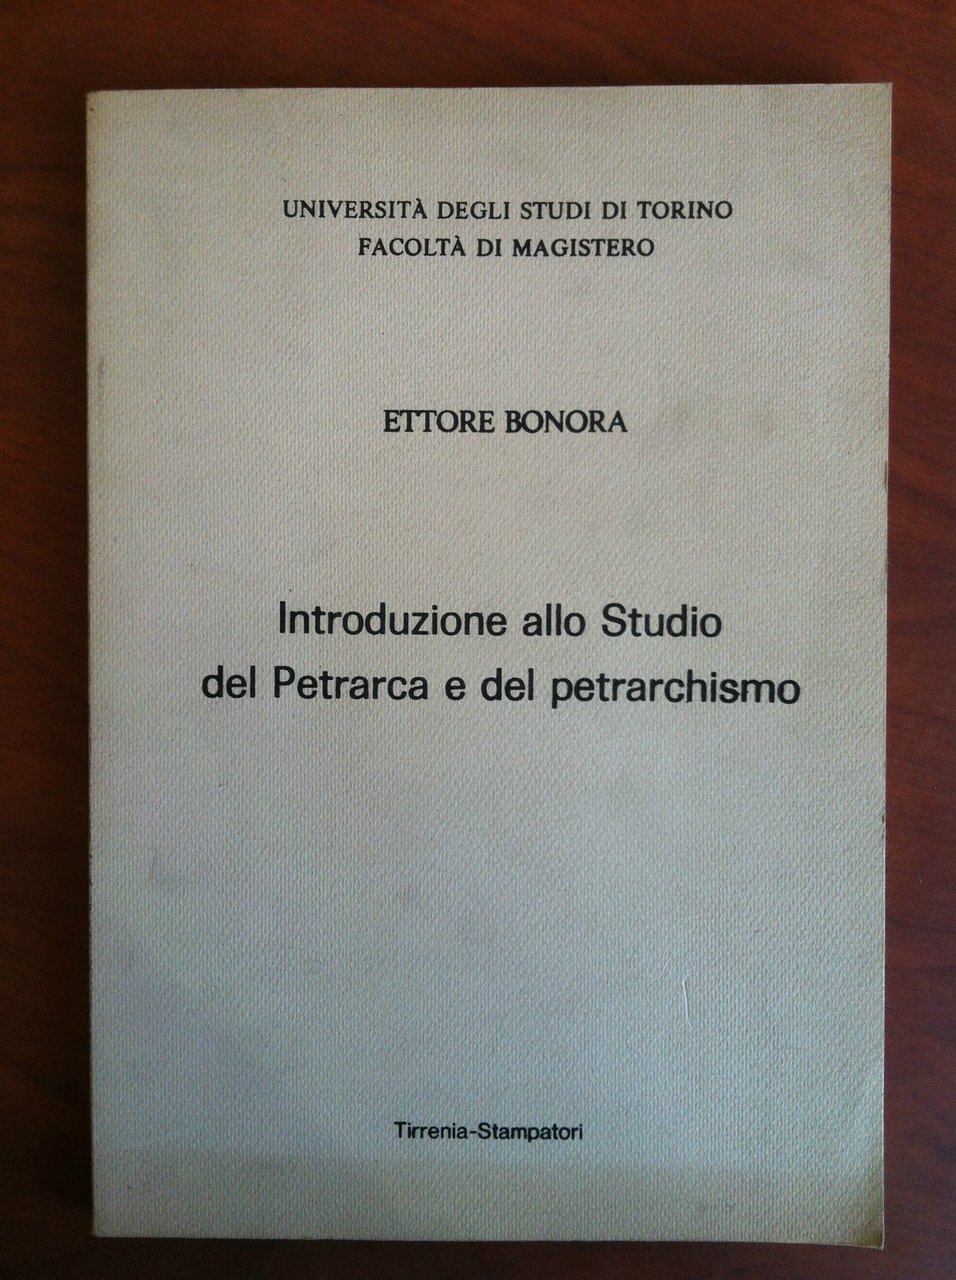 UNIVERSITÀ DEGLI STUDI DI TORINO
FACOLTÀ DI MAGISTERO
ETTORE BONORA
Introduzione allo Studio
del Petrarca e del petrarchismo
Tirrenia-Stampatori